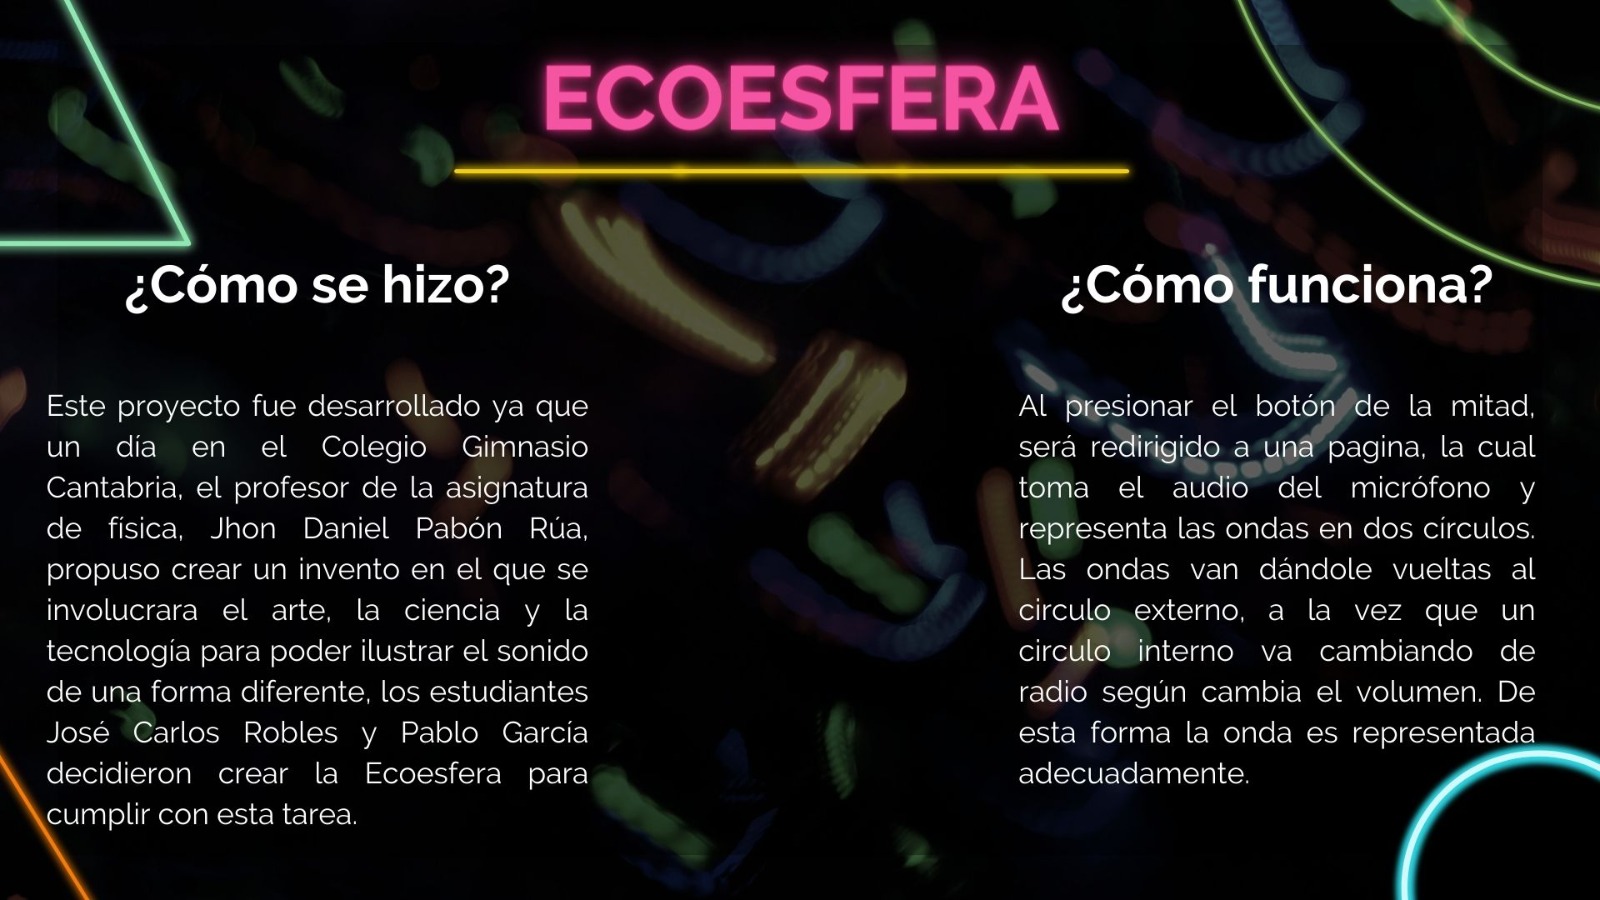 ECOESFERA
¿Cómo se hizo?
Este proyecto fue desarrollado ya que
un día en el Colegio Gimnasio
Cantabria, el profesor de la asignatura
de física, Jhon Daniel Pabón Rúa,
propuso crear un invento en el que se
involucrara el arte, la ciencia y la
tecnología para poder ilustrar el sonido
de una forma diferente, los estudiantes
José Carlos Robles y Pablo García
decidieron crear la Ecoesfera para
cumplir con esta tarea.
¿Cómo funciona?
Al presionar el botón de la mitad,
será redirigido a una pagina, la cual
toma el audio del micrófono y
representa las ondas en dos círculos.
Las ondas van dándole vueltas al
circulo externo, a la vez que un
circulo interno va cambiando de
radio según cambia el volumen. De
esta forma la onda es representada
adecuadamente.